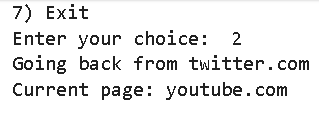 7) Exit
Enter your choice:  2
Going back from twitter.com
Current page: youtube.com